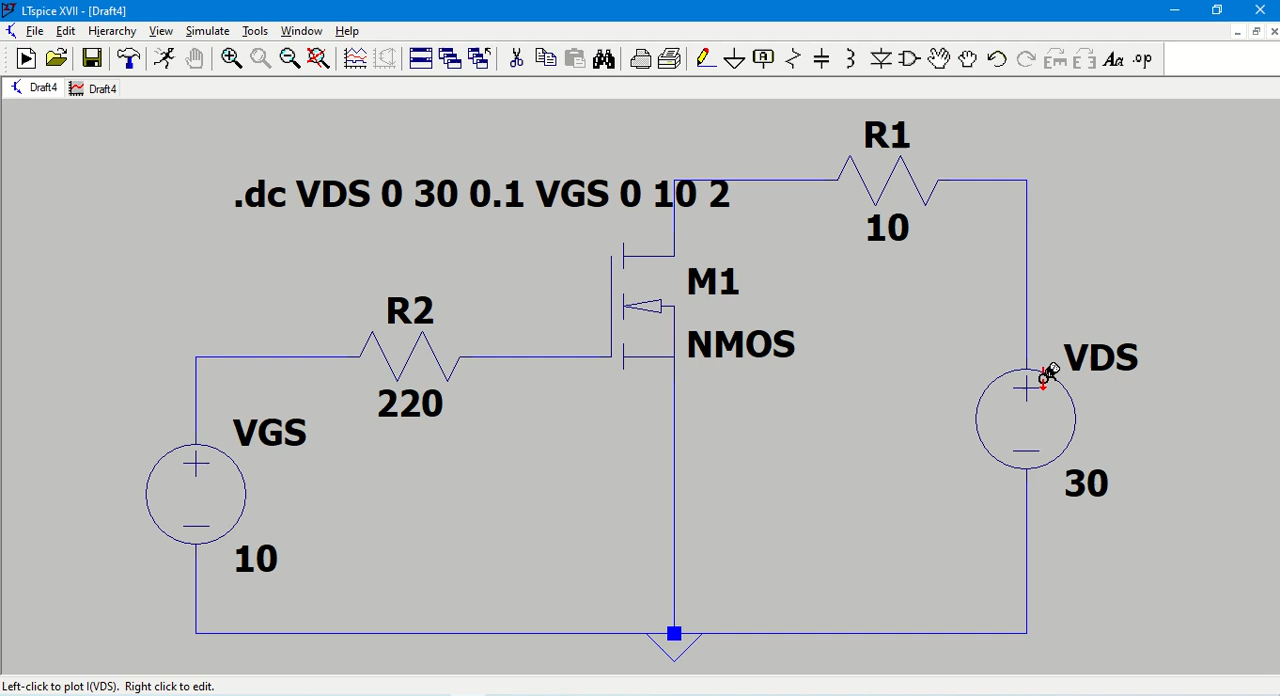 LTspice XVII - [Draft4]
File Edit Hierarchy View Simulate Tools Window Help
Aa .op
Draft4 Draft4
R1
.dc VDS 0 30 0.1 VGS 0 10 2
10
M1
R2
NMOS
VDS
220
VGS
30
10
Left-click to plot I(VDS). Right click to edit.